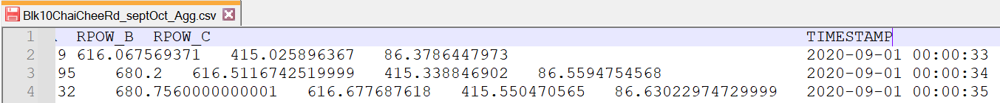 Blk10ChaiCheeRd_septOct_Agg.csv
1 RPOW_B RPOW_C TIMESTAMP
2 9 616.067569371 415.025896367 86.3786447973 2020-09-01 00:00:33
3 95 680.2 616.5116742519999 415.338846902 86.5594754568 2020-09-01 00:00:34
4 32 680.7560000000001 616.677687618 415.550470565 86.63022974729999 2020-09-01 00:00:35